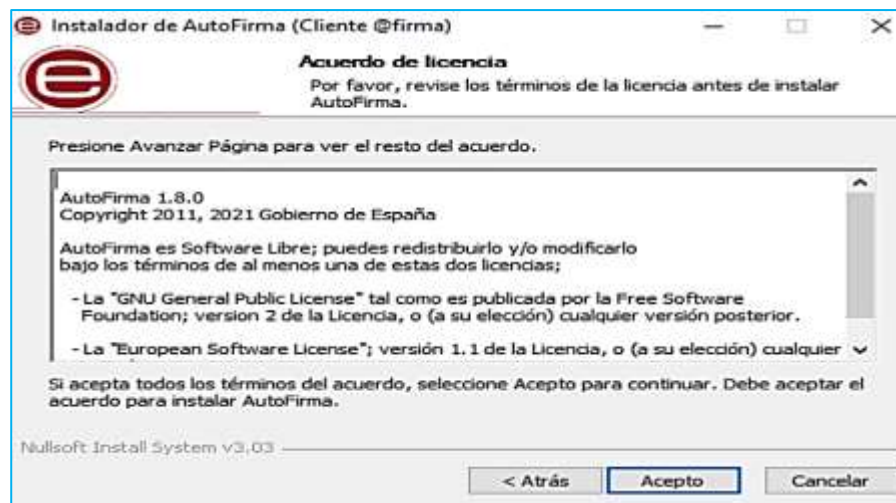 Instalador de AutoFirma (Cliente @firma)
Acuerdo de licencia
Por favor, revise los términos de la licencia antes de instalar
AutoFirma.
Presione Avanzar Página para ver el resto del acuerdo.
AutoFirma 1.8.0
Copyright 2011, 2021 Gobierno de España
AutoFirma es Software Libre; puedes redistribuirlo y/o modificarlo
bajo los términos de al menos una de estas dos licencias;
- La "GNU General Public License" tal como es publicada por la Free Software
Foundation; version 2 de la Licencia, o (a su elección) cualquier versión posterior.
- La "European Software License"; versión 1.1 de la Licencia, o (a su elección) cualquier
Si acepta todos los términos del acuerdo, seleccione Acepto para continuar. Debe aceptar el
acuerdo para instalar AutoFirma.
Nullsoft Install System v3.03
< Atrás Acepto Cancelar